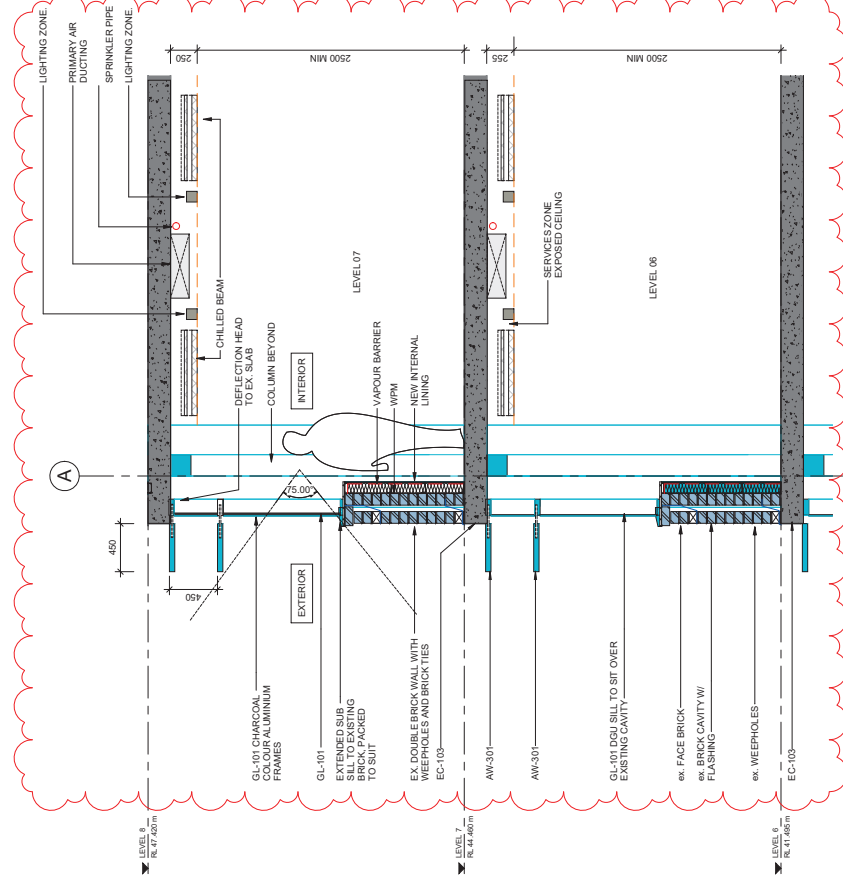 LIGHTING ZONE.
PRIMARY AIR
DUCTING
SPRINKLER PIPE
LIGHTING ZONE.
250
2500 MIN
255
2500 MIN
CHILLED BEAM
DEFLECTION HEAD
TO EX. SLAB
COLUMN BEYOND
INTERIOR
VAPOUR BARRIER
WPM
NEW INTERNAL
LINING
LEVEL 07
SERVICES ZONE
EXPOSED CEILING
LEVEL 06
A
75.00°
450
450
EXTERIOR
GL-101 CHARCOAL
COLOUR ALUMINIUM
FRAMES
GL-101
EXTENDED SUB
SILL TO EXISTING
BRICK. PACKED
TO SUIT
EX. DOUBLE BRICK WALL WITH
WEEPHOLES AND BRICK TIES
EC-103
AW-301
AW-301
GL-101 DGU SILL TO SIT OVER
EXISTING CAVITY
ex. FACE BRICK
ex. BRICK CAVITY W/
FLASHING
ex. WEEPHOLES
EC-103
LEVEL 8
RL 47.420 m
LEVEL 7
RL 44.460 m
LEVEL 6
RL 41.495 m